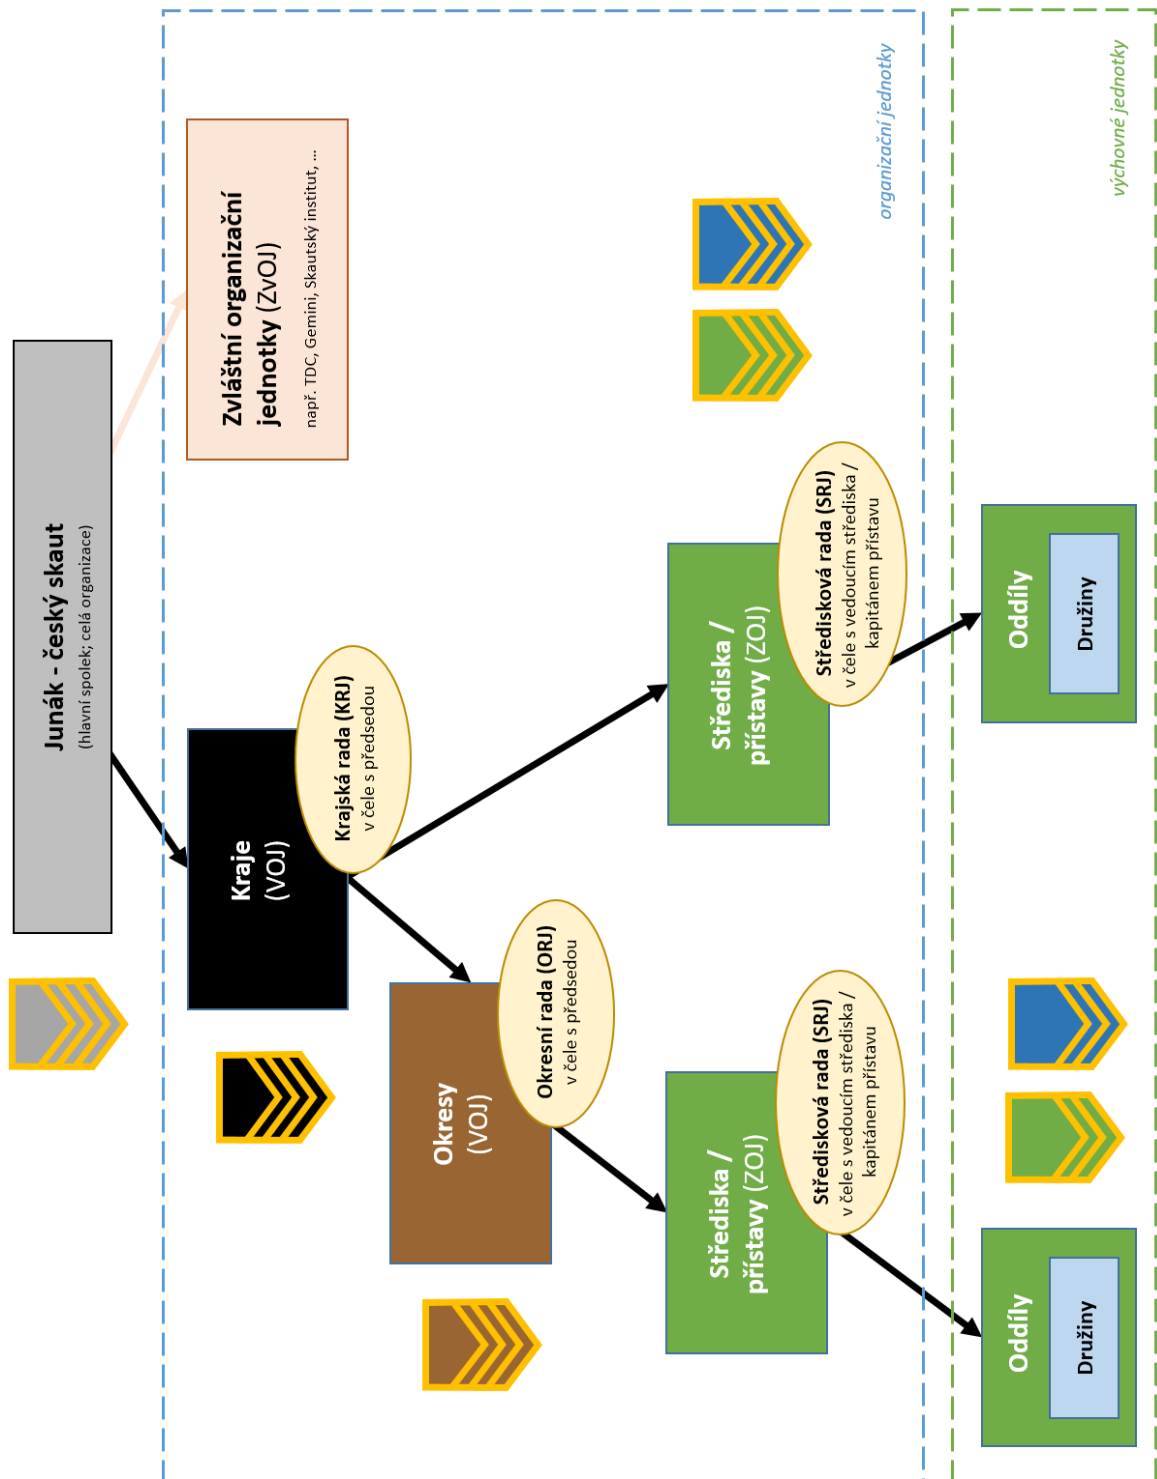 Junák - český skaut
(hlavní spolek; celá organizace)
Zvláštní organizační
jednotky (ZvOJ)
např. TDC, Gemini, Skautský institut, ...
organizační jednotky
Kraje
(VOJ)
Krajská rada (KRJ)
v čele s předsedou
Okresy
(VOJ)
Okresní rada (ORJ)
v čele s předsedou
Střediska /
přístavy (ZOJ)
Středisková rada (SRJ)
v čele s vedoucím střediska /
kapitánem přístavu
Střediska /
přístavy (ZOJ)
Středisková rada (SRJ)
v čele s vedoucím střediska /
kapitánem přístavu
výchovné jednotky
Oddíly
Družiny
Oddíly
Družiny